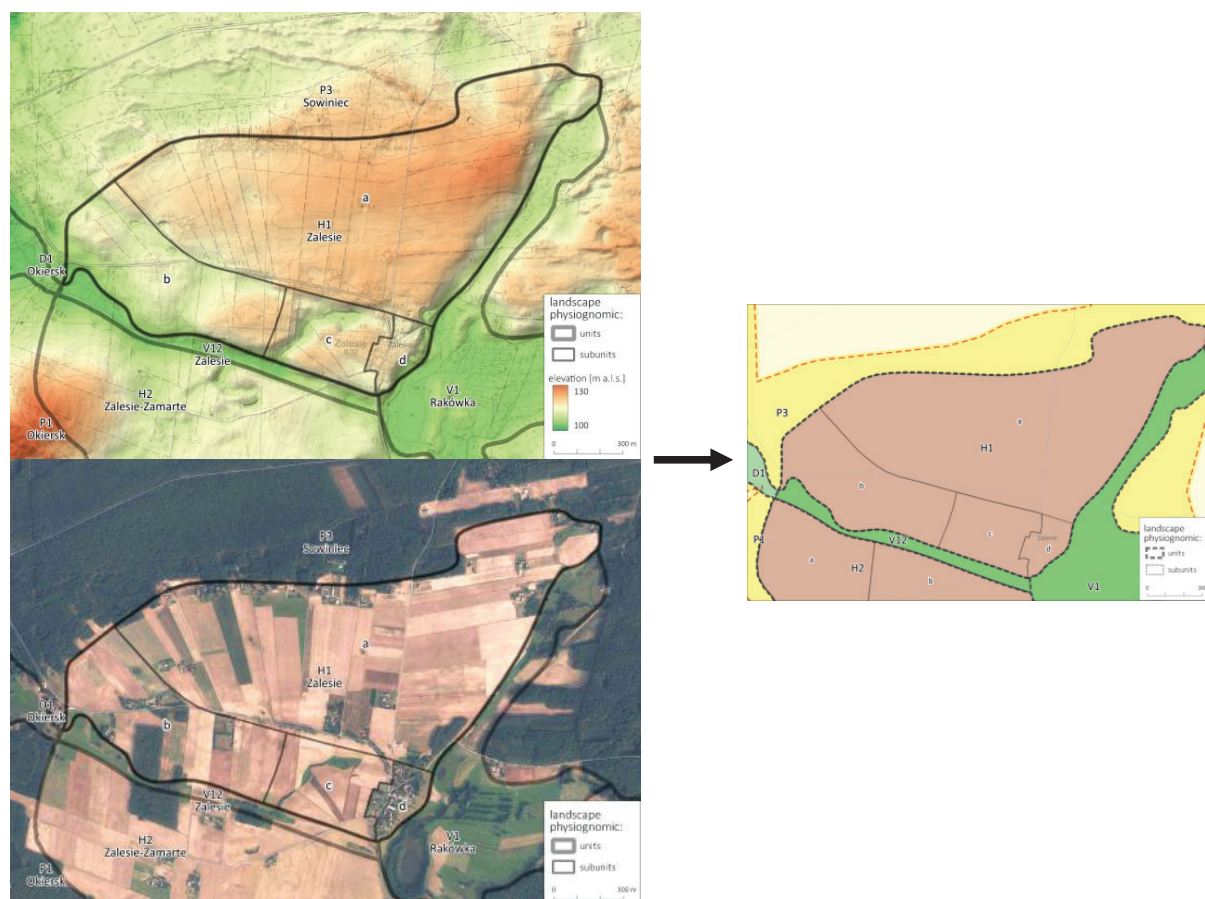 P3
Sowiniec
a
H1
Zalesie
D1
Okiersk
b
c
Zalesie
Zalesie
d
V12
Zalesie
H2
Zalesie-Zamarte
V1
Rakówka
P1
Okiersk
landscape
physiognomic:
units
subunits
elevation [m a.l.s.]
130
100
0 300 m
P3
Sowiniec
a
H1
Zalesie
D1
Okiersk
b
c
d
V12
Zalesie
H2
Zalesie-Zamarte
V1
Rakówka
P1
Okiersk
landscape
physiognomic:
units
subunits
0 300 m
P3
a
H1
D1
b
c
Zalesie
d
P1
V12
a
H2
b
V1
landscape
physiognomic:
units
subunits
0 300 m